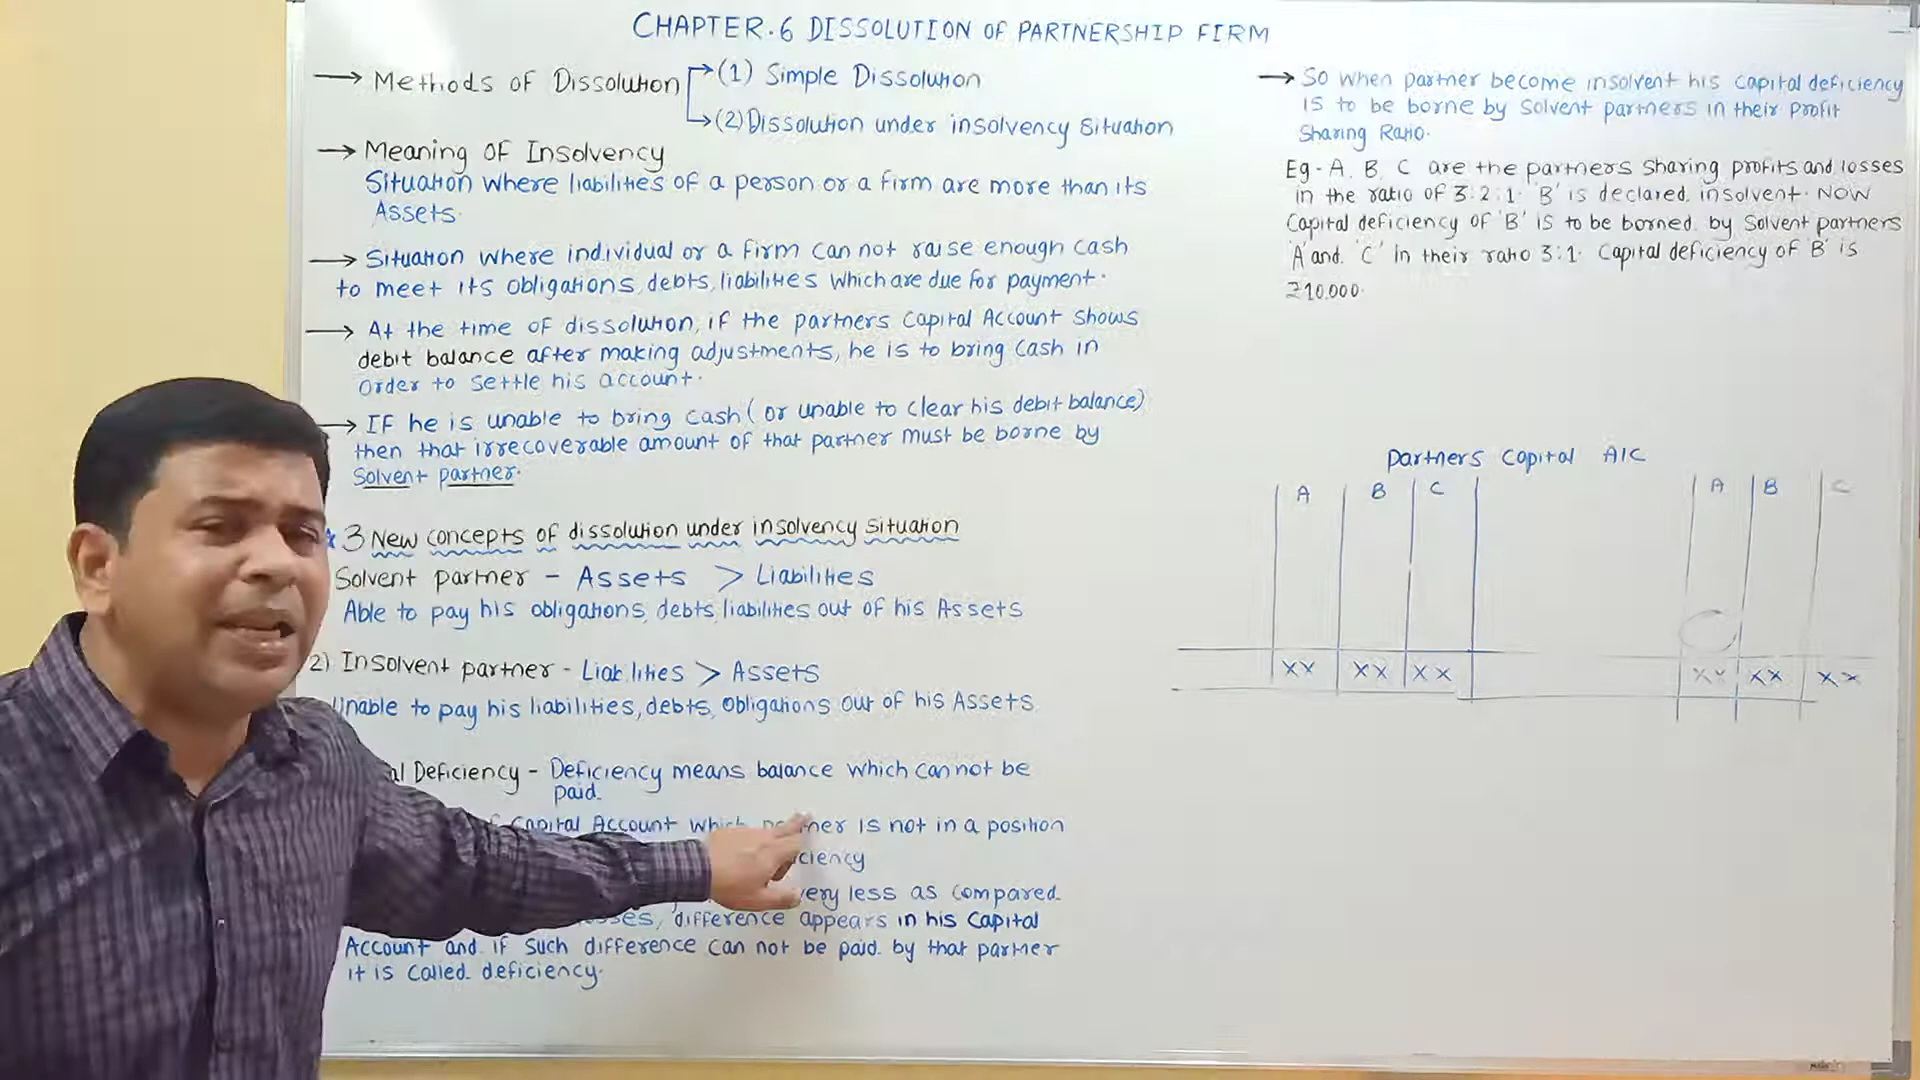 CHAPTER.6 DISSOLUTION OF PARTNERSHIP FIRM
→ Methods of Dissolution
→(1) Simple Dissolution
→(2) Dissolution under insolvency Situation
→ Meaning OF Insolvency
Situation where liabilities of a person or a firm are more than its
Assets.
→ Situation where individual or a firm can not raise enough cash
to meet its obligations, debts, liabilities which are due for payment.
→ At the time of dissolution, if the partners Capital Account shows
debit balance after making adjustments, he is to bring cash in
order to settle his account.
→ IF he is unable to bring cash (or unable to clear his debit balance)
then that irrecoverable amount of that partner must be borne by
Solvent partner.
3 New concepts of dissolution under insolvency situation
Solvent partner - Assets > Liabilities
Able to pay his obligations, debts, liabilities out of his Assets
2) Insolvent partner - Liabilities > Assets
Unable to pay his liabilities, debts, obligations out of his Assets.
Deficiency - Deficiency means balance which can not be
paid.
Capital Account which partner is not in a position
less as compared.
difference appears in his Capital
Account and if such difference can not be paid by that partner
it is called deficiency.
→ So when partner become insolvent his capital deficiency
is to be borne by solvent partners in their profit
Sharing Ratio.
Eg - A, B, C are the partners sharing profits and losses
in the ratio of 3:2:1. 'B' is declared insolvent. Now
Capital deficiency of 'B' is to be borned by Solvent partners
'A' and 'C' in their ratio 3:1. Capital deficiency of 'B' is
₹10,000.
Partners Capital A/C
A B C A B C
XX XX XX XX XX XX